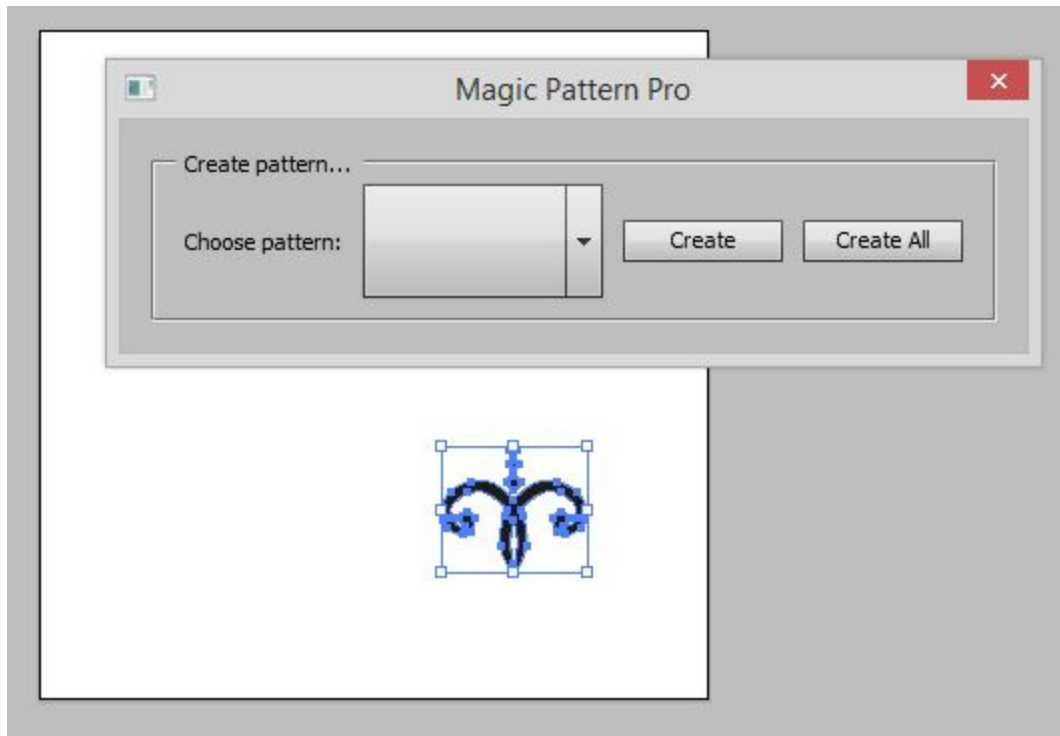 Magic Pattern Pro
Create pattern...
Choose pattern:
Create
Create All